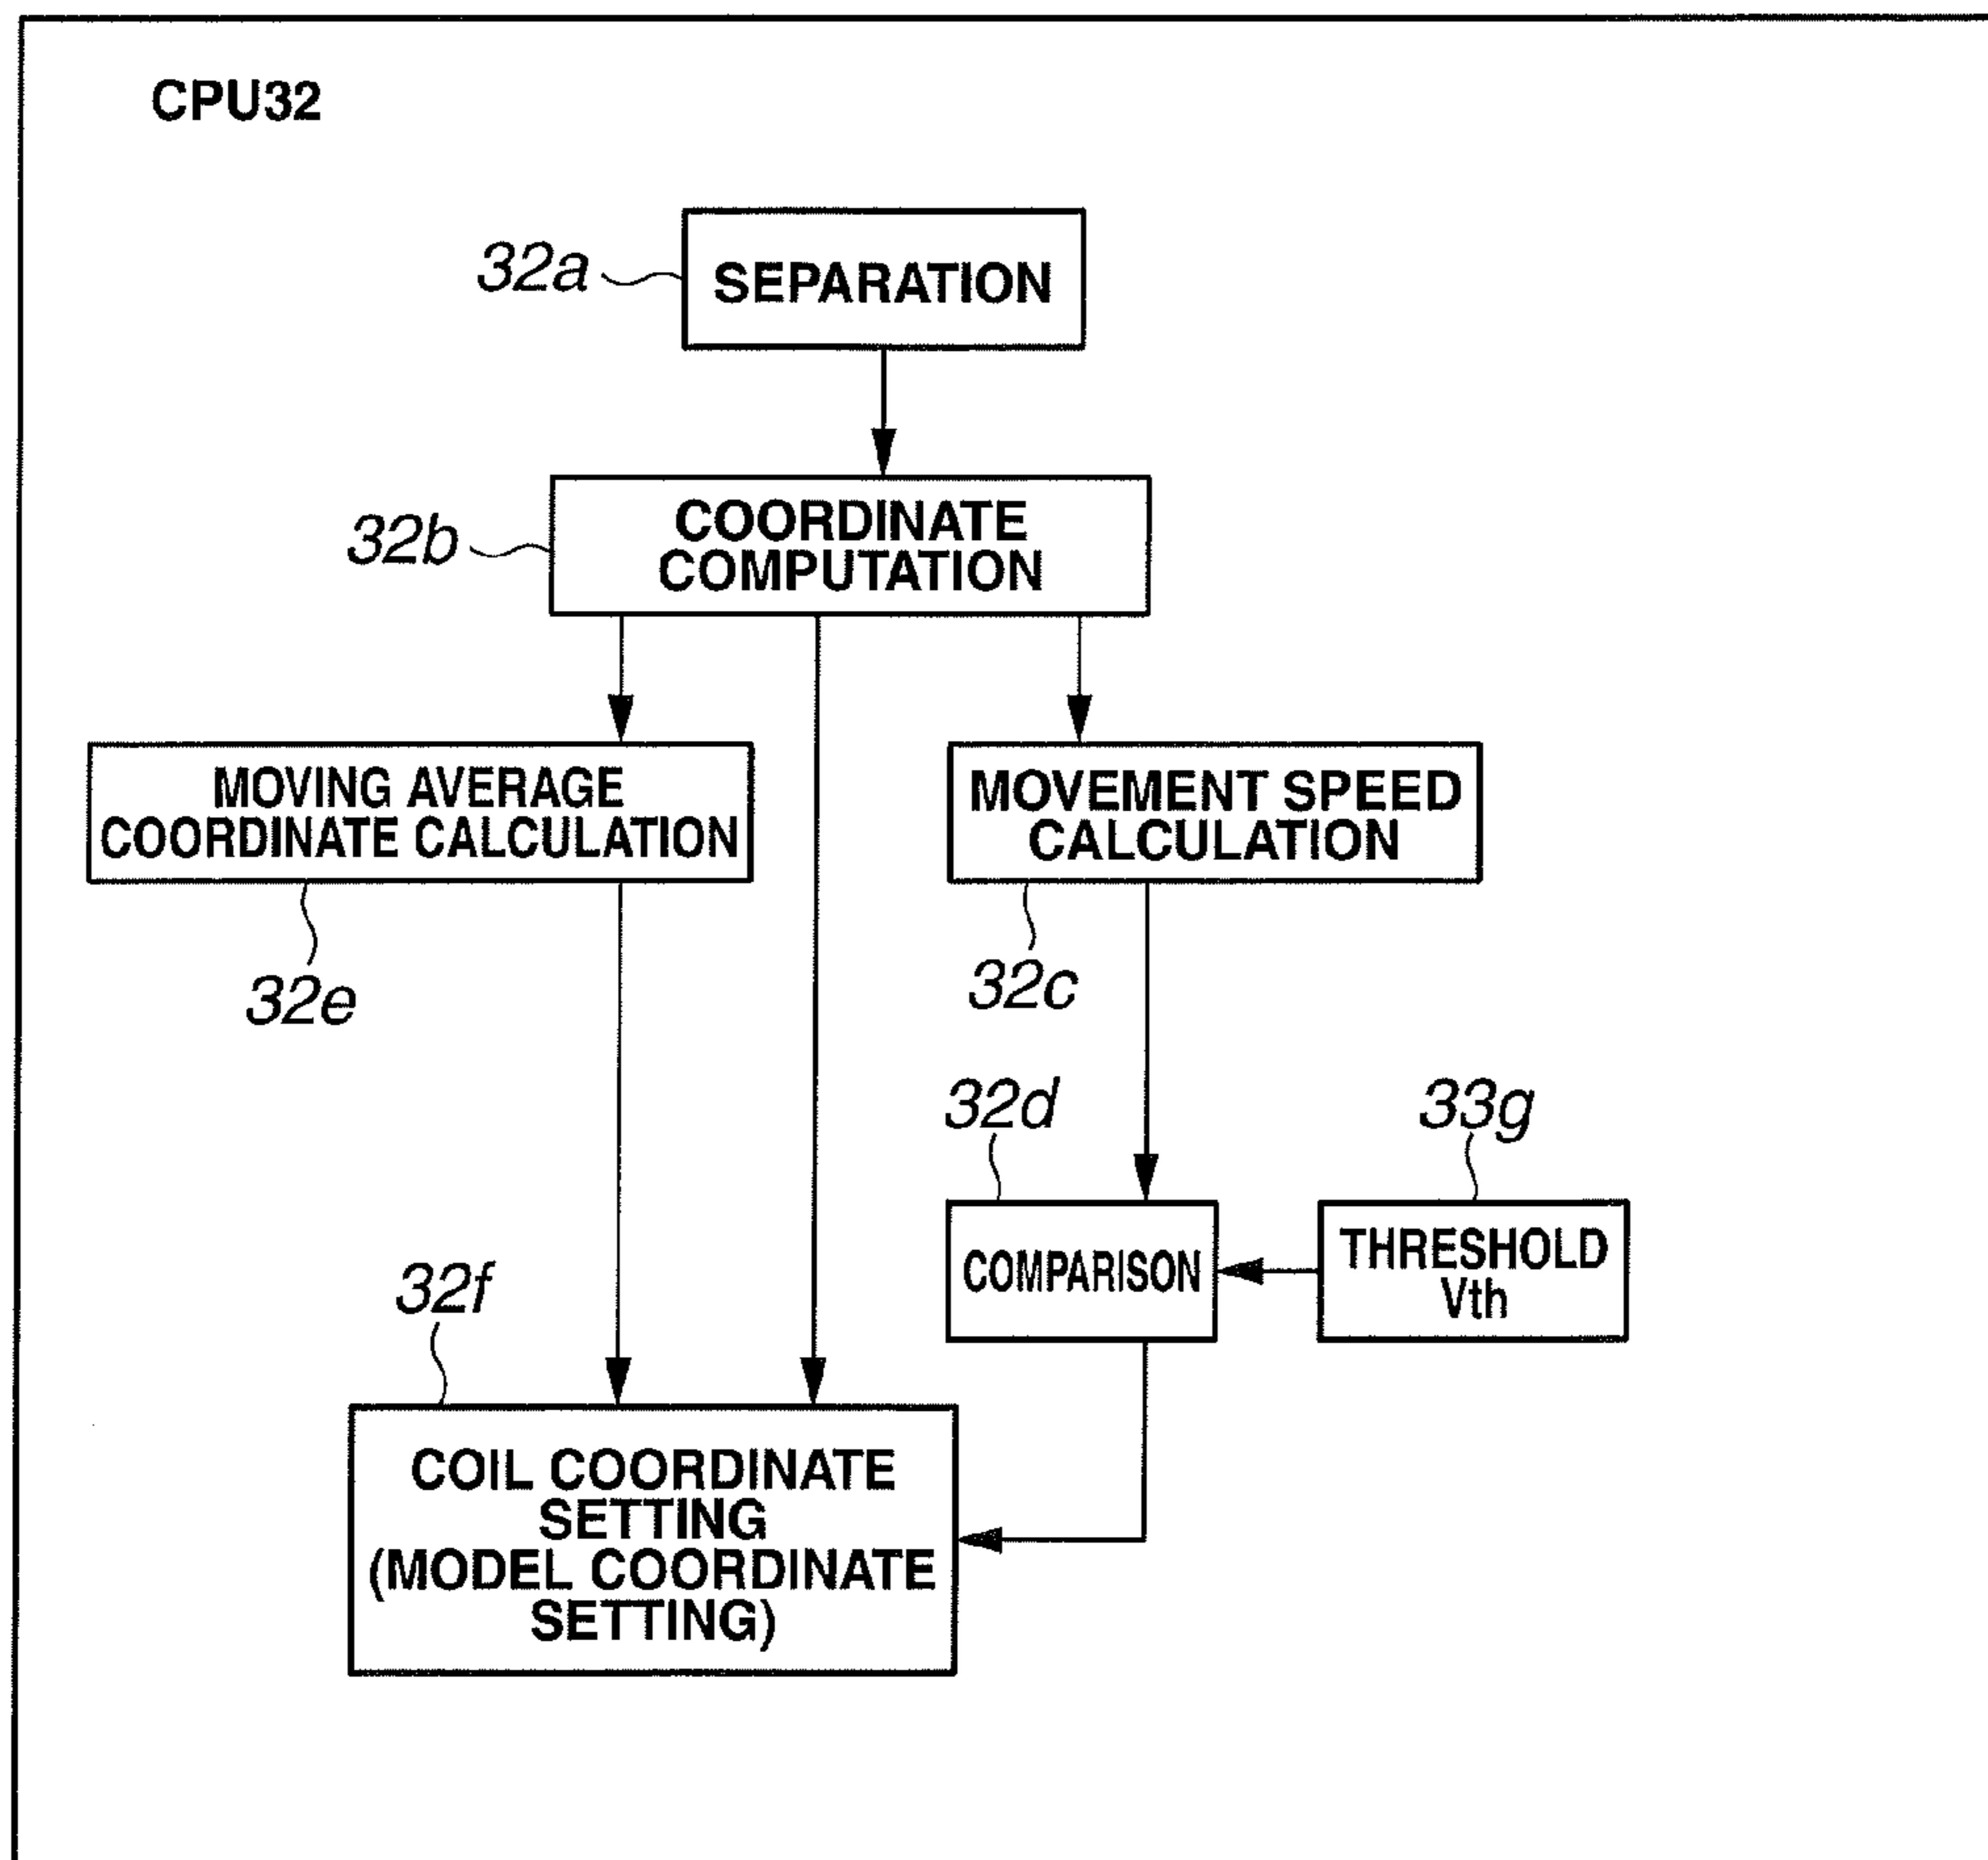 CPU32
32a
SEPARATION
32b
COORDINATE
COMPUTATION
MOVING AVERAGE
COORDINATE CALCULATION
MOVEMENT SPEED
CALCULATION
32e
32c
32d
33g
COMPARISON
THRESHOLD
Vth
32f
COIL COORDINATE
SETTING
(MODEL COORDINATE
SETTING)